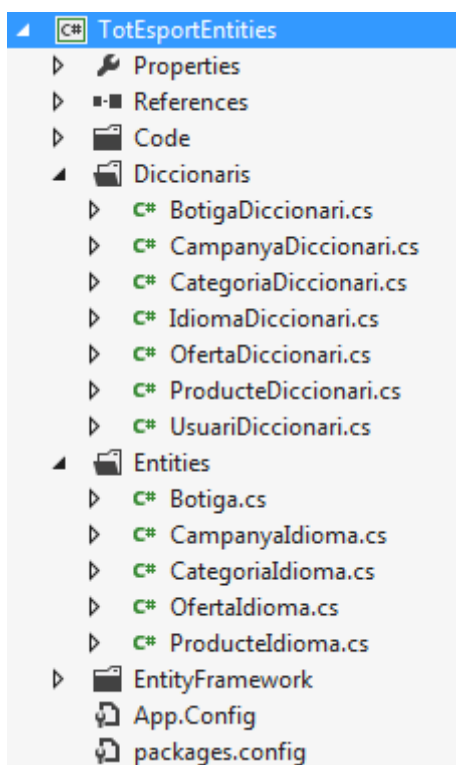 C# TotEsportEntities
Properties
References
Code
Diccionaris
C# BotigaDiccionari.cs
C# CampanyaDiccionari.cs
C# CategoriaDiccionari.cs
C# IdiomaDiccionari.cs
C# OfertaDiccionari.cs
C# ProducteDiccionari.cs
C# UsuariDiccionari.cs
Entities
C# Botiga.cs
C# CampanyaIdioma.cs
C# CategoriaIdioma.cs
C# OfertaIdioma.cs
C# ProducteIdioma.cs
EntityFramework
App.Config
packages.config